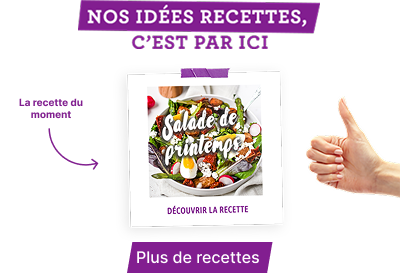 NOS IDÉES RECETTES,
C'EST PAR ICI
La recette du
moment
Salade de
printemps
DÉCOUVRIR LA RECETTE
Plus de recettes